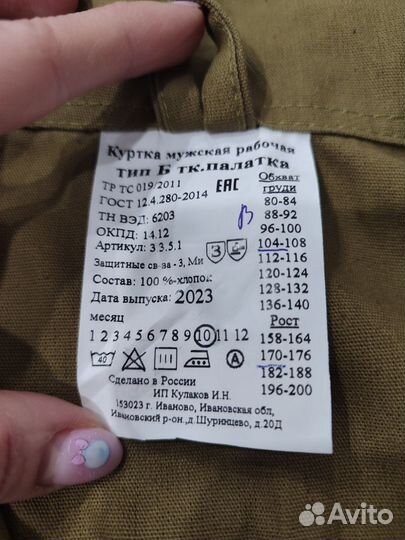 Куртка мужская рабочая
тип Б тк.палатка
ТР ТС 019/2011 ЕАС
ГОСТ 12.4.280-2014
ТН ВЭД: 6203
ОКПД: 14.12
Артикул: 3 3.5.1
Защитные св-ва - З, Ми
Состав: 100 %-хлопок
Дата выпуска: 2023
месяц
1 2 3 4 5 6 7 8 9 10 11 12
40
А
Обхват
груди
80-84
88-92
96-100
104-108
112-116
120-124
128-132
136-140
Рост
158-164
170-176
182-188
196-200
Сделано в России
ИП Кулаков И.Н.
153023 г. Иваново, Ивановская обл,
Ивановский р-он.,д.Шуринцево, д.20Д
Avito